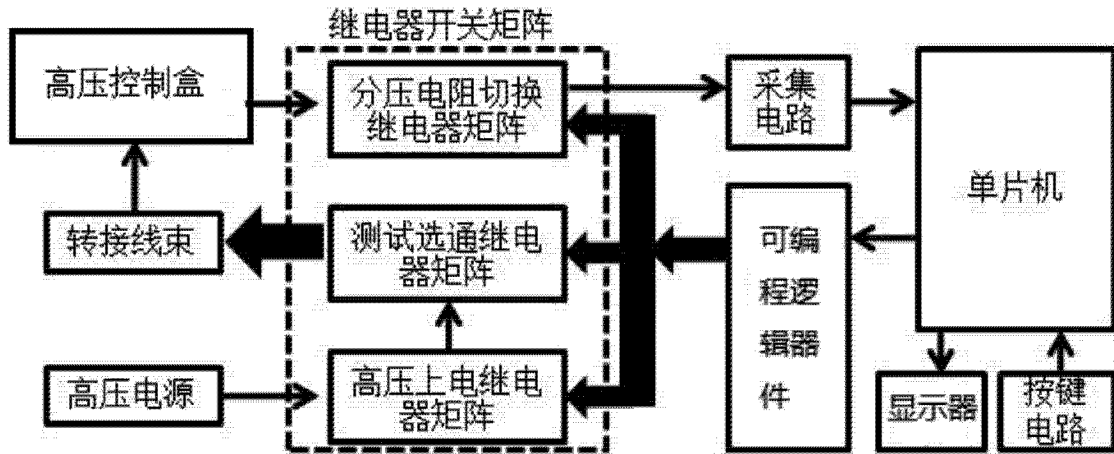 继电器开关矩阵
高压控制盒
分压电阻切换
继电器矩阵
采集
电路
单片机
转接线束
测试选通继电
器矩阵
可编
程逻
辑器
件
高压电源
高压上电继电
器矩阵
显示器
按键
电路